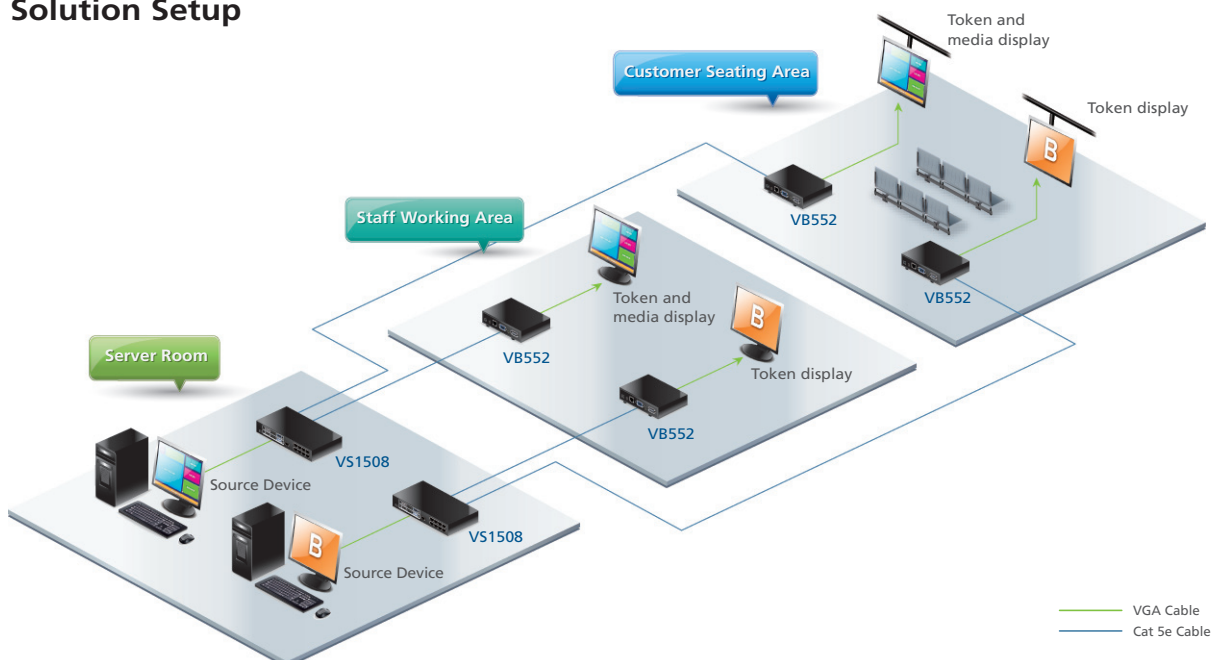 Solution Setup
Token and
media display
Customer Seating Area
Token display
B
VB552
Staff Working Area
VB552
Token and
media display
B
VB552
Token display
Server Room
VB552
VS1508
Source Device
VS1508
B
Source Device
VGA Cable
Cat 5e Cable